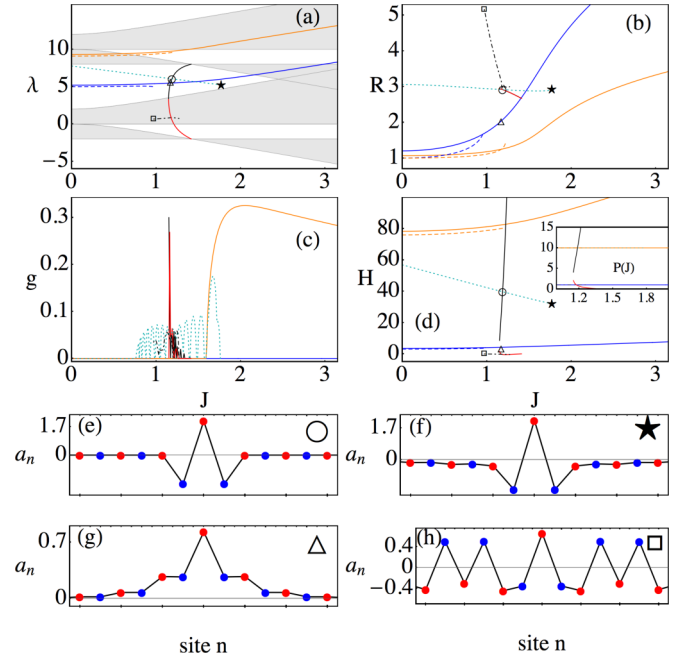 (a)
10
λ 5
0
−5
0 1 2 3
(b)
5
4
R 3
2
1
0 1 2 3
(c)
0.3
0.2
g
0.1
0
0 1 2 3
J
(d)
80
60
H
40
20
0
0 1 2 3
J
15
10
5
0
P(J)
1.2 1.5 1.8
(e)
1.7
a_n 0
(f)
1.7
a_n 0
(g)
0.7
a_n
0
(h)
0.4
a_n
−0.4
site n
site n